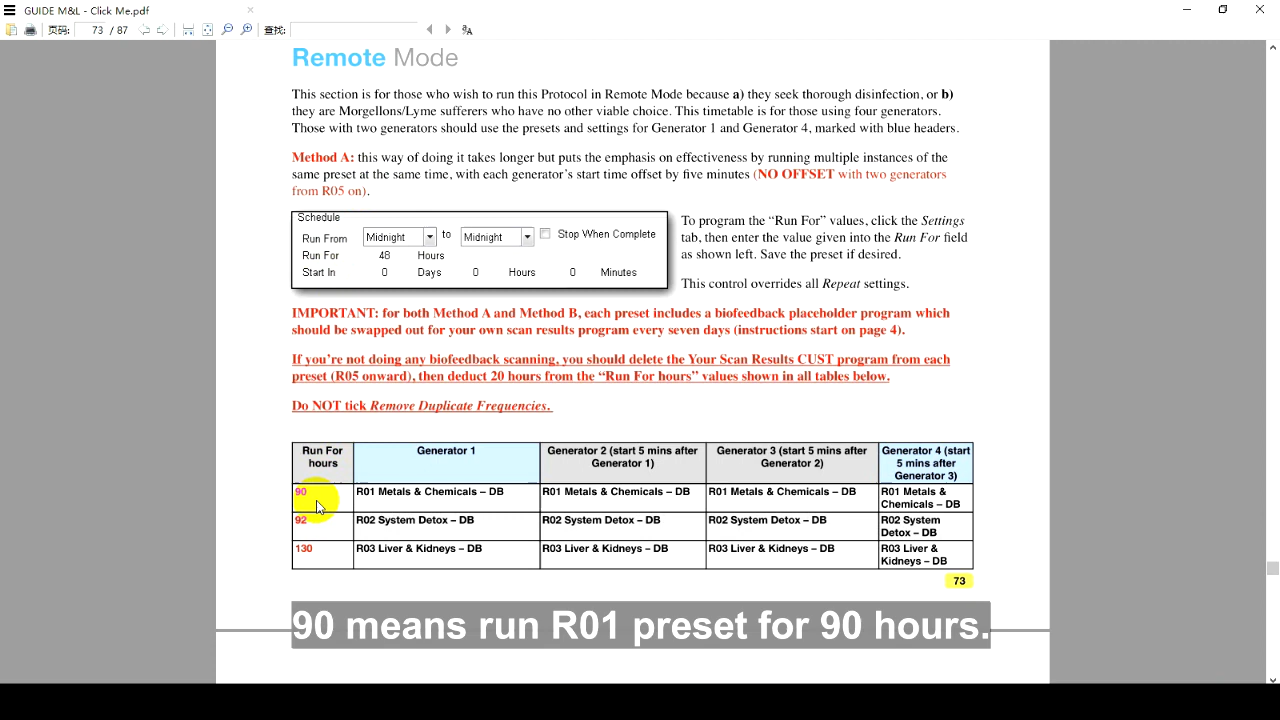 GUIDE M&L - Click Me.pdf
页码: 73 / 87 查找:
Remote Mode
This section is for those who wish to run this Protocol in Remote Mode because a) they seek thorough disinfection, or b)
they are Morgellons/Lyme sufferers who have no other viable choice. This timetable is for those using four generators.
Those with two generators should use the presets and settings for Generator 1 and Generator 4, marked with blue headers.
Method A: this way of doing it takes longer but puts the emphasis on effectiveness by running multiple instances of the
same preset at the same time, with each generator's start time offset by five minutes (NO OFFSET with two generators
from R05 on).
Schedule
Run From Midnight to Midnight Stop When Complete
Run For 48 Hours
Start In 0 Days 0 Hours 0 Minutes
To program the “Run For” values, click the Settings
tab, then enter the value given into the Run For field
as shown left. Save the preset if desired.
This control overrides all Repeat settings.
IMPORTANT: for both Method A and Method B, each preset includes a biofeedback placeholder program which
should be swapped out for your own scan results program every seven days (instructions start on page 4).
If you're not doing any biofeedback scanning, you should delete the Your Scan Results CUST program from each
preset (R05 onward), then deduct 20 hours from the “Run For hours” values shown in all tables below.
Do NOT tick Remove Duplicate Frequencies.
Run For hours
Generator 1
Generator 2 (start 5 mins after
Generator 1)
Generator 3 (start 5 mins after
Generator 2)
Generator 4 (start
5 mins after
Generator 3)
90 R01 Metals & Chemicals – DB R01 Metals & Chemicals – DB R01 Metals & Chemicals – DB R01 Metals &
Chemicals – DB
92 R02 System Detox – DB R02 System Detox – DB R02 System Detox – DB R02 System
Detox – DB
130 R03 Liver & Kidneys – DB R03 Liver & Kidneys – DB R03 Liver & Kidneys – DB R03 Liver &
Kidneys – DB
73
90 means run R01 preset for 90 hours.